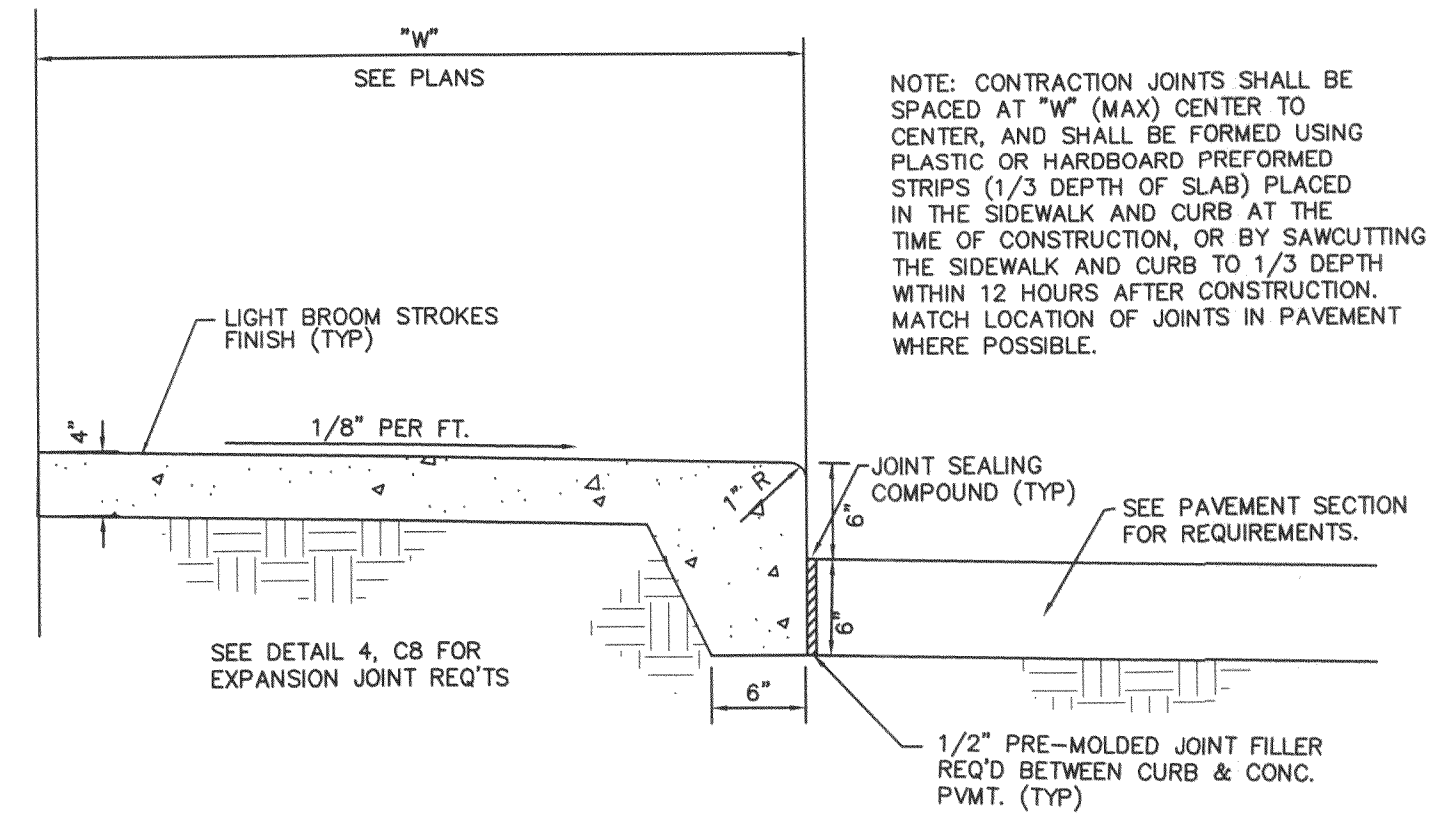 "W"
SEE PLANS
NOTE: CONTRACTION JOINTS SHALL BE
SPACED AT "W" (MAX) CENTER TO
CENTER, AND SHALL BE FORMED USING
PLASTIC OR HARDBOARD PREFORMED
STRIPS (1/3 DEPTH OF SLAB) PLACED
IN THE SIDEWALK AND CURB AT THE
TIME OF CONSTRUCTION, OR BY SAWCUTTING
THE SIDEWALK AND CURB TO 1/3 DEPTH
WITHIN 12 HOURS AFTER CONSTRUCTION.
MATCH LOCATION OF JOINTS IN PAVEMENT
WHERE POSSIBLE.
LIGHT BROOM STROKES
FINISH (TYP)
4"
1/8" PER FT.
1" R
JOINT SEALING
COMPOUND (TYP)
6"
SEE PAVEMENT SECTION
FOR REQUIREMENTS.
6"
SEE DETAIL 4, C8 FOR
EXPANSION JOINT REQ'TS
6"
1/2" PRE-MOLDED JOINT FILLER
REQ'D BETWEEN CURB & CONC.
PVMT. (TYP)